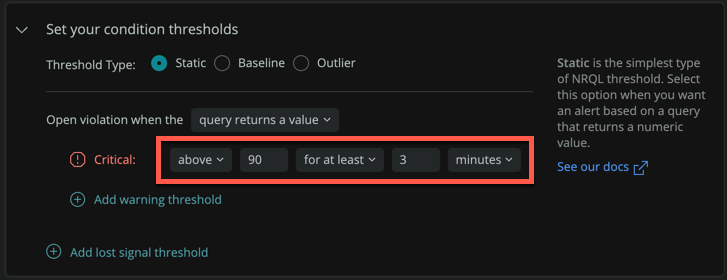 Set your condition thresholds
Threshold Type: Static Baseline Outlier
Open violation when the query returns a value
Critical: above 90 for at least 3 minutes
Add warning threshold
Add lost signal threshold
Static is the simplest type
of NRQL threshold. Select
this option when you want
an alert based on a query
that returns a numeric
value.
See our docs